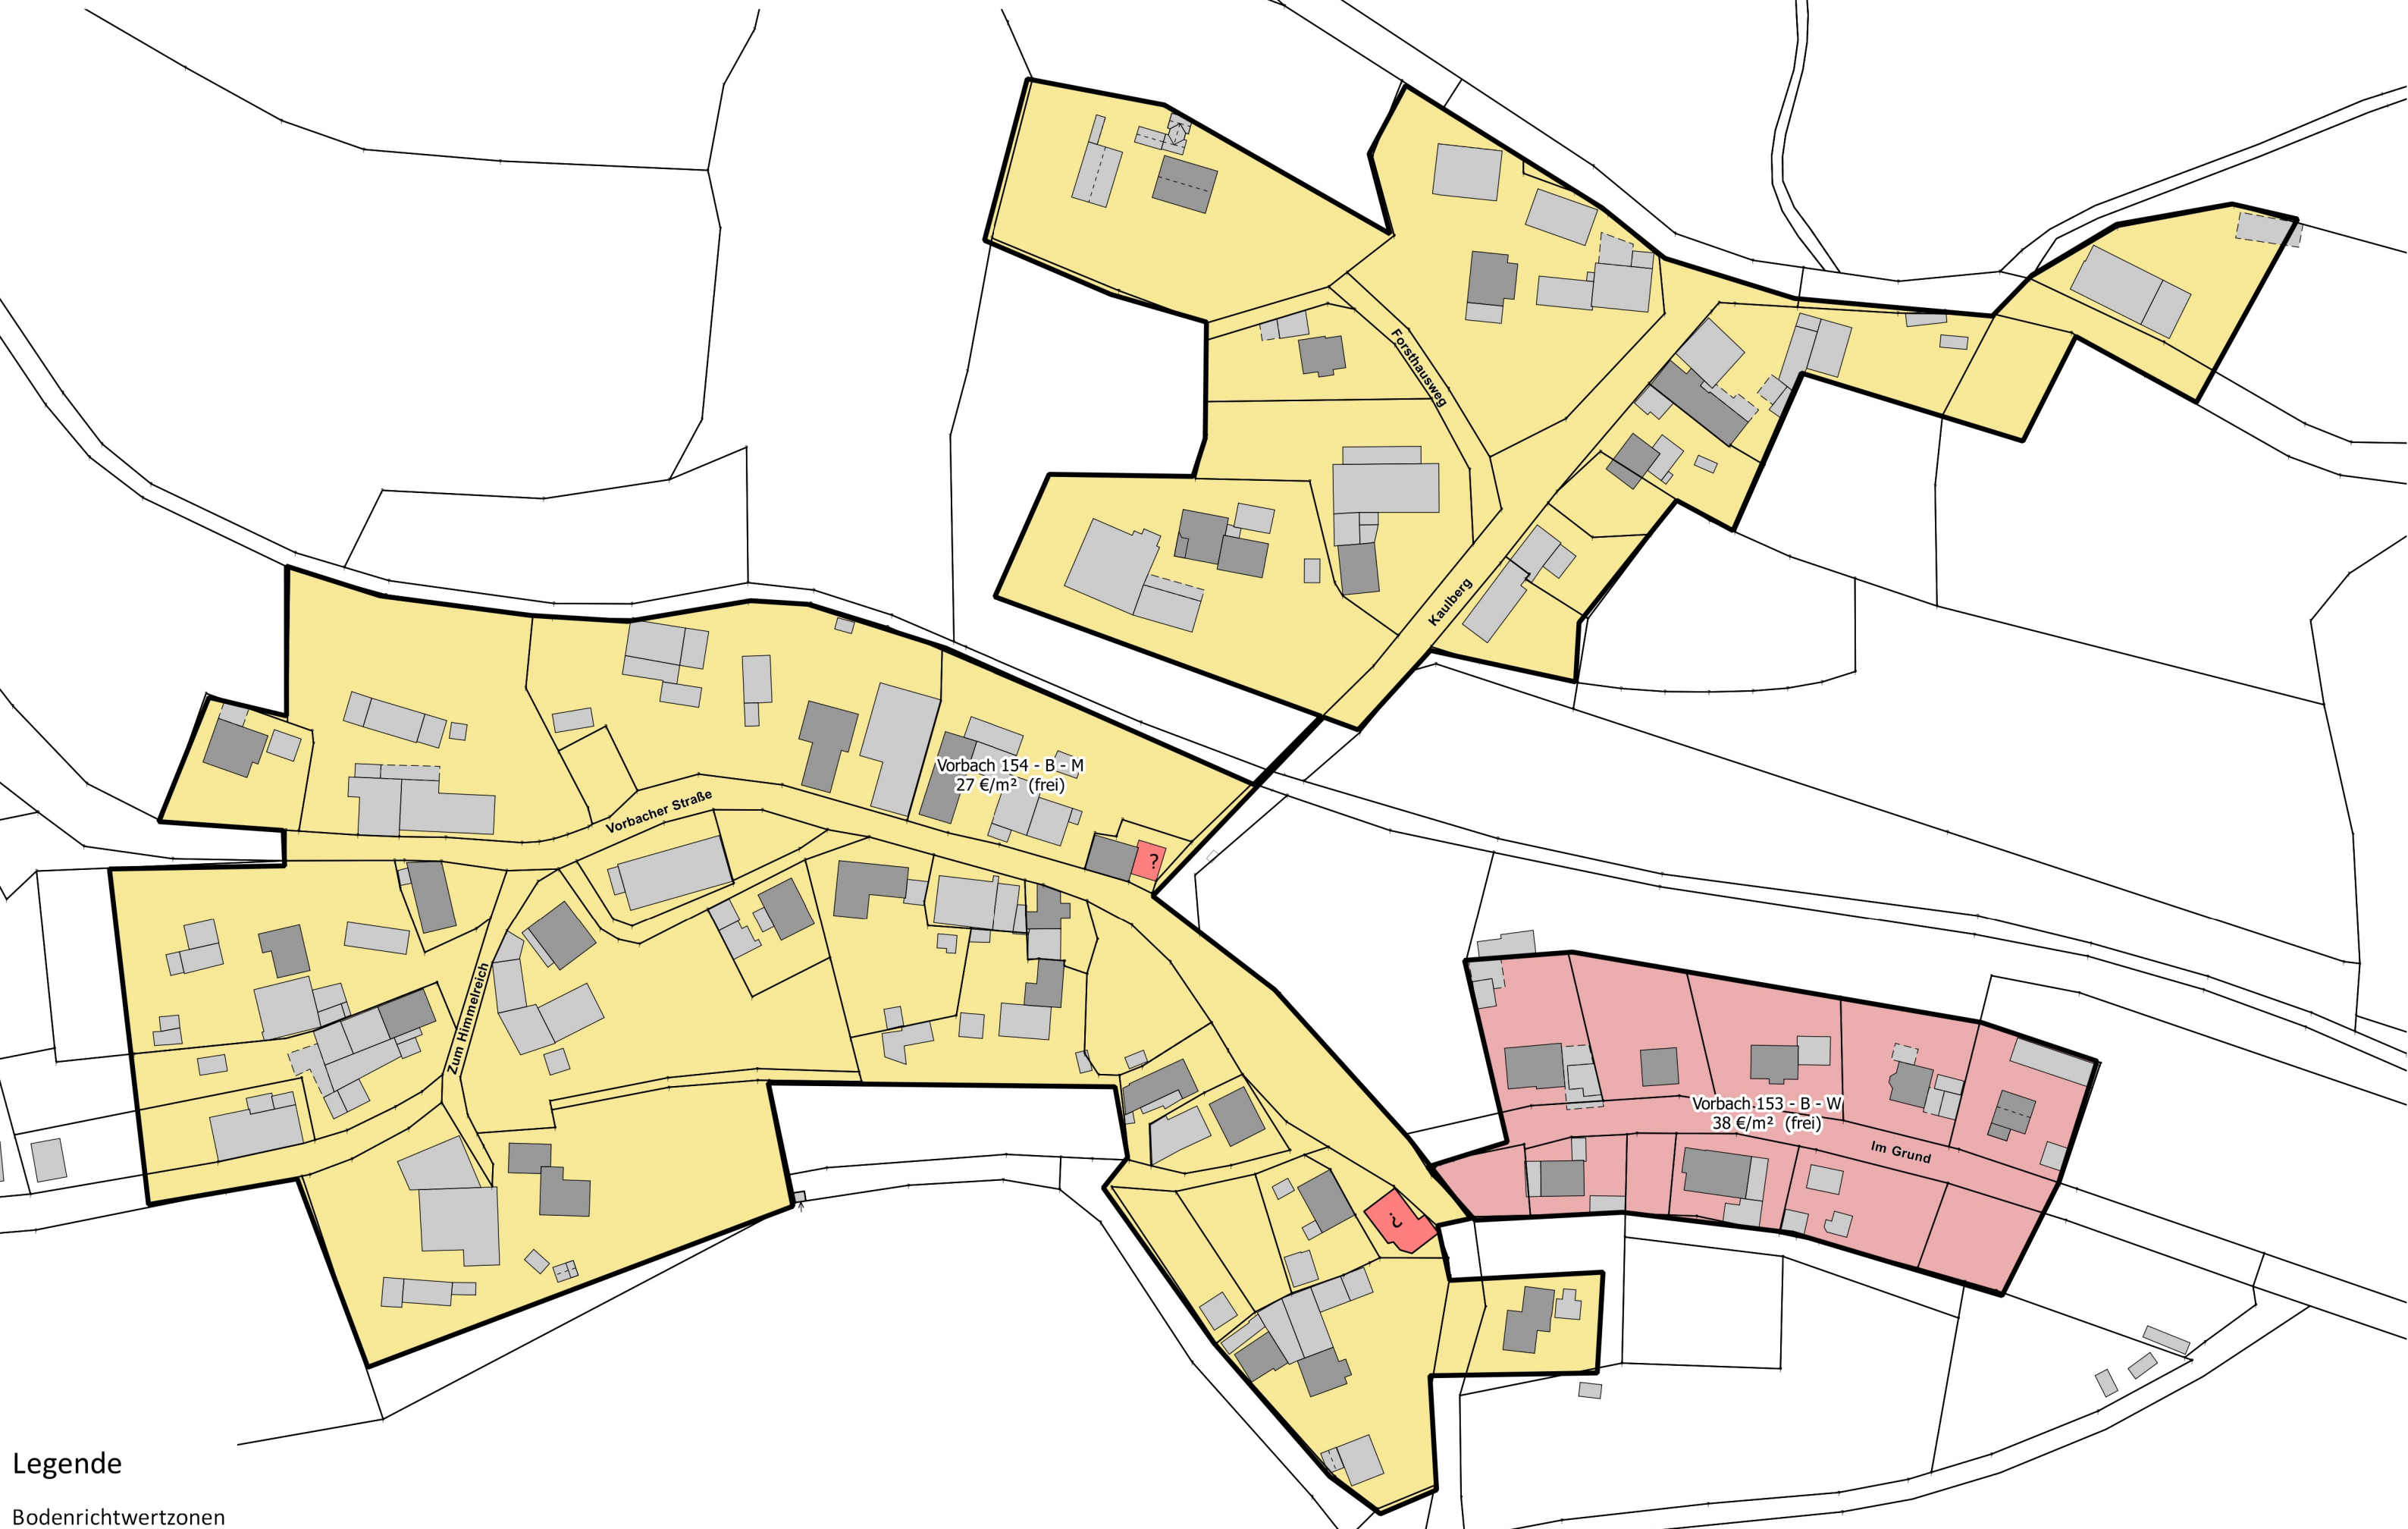 Forsthausweg
Kaulberg
Vorbach 154 - B - M
27 €/m² (frei)
Vorbacher Straße
?
Zum Himmelreich
Vorbach 153 - B - W
38 €/m² (frei)
Im Grund
?
Legende
Bodenrichtwertzonen